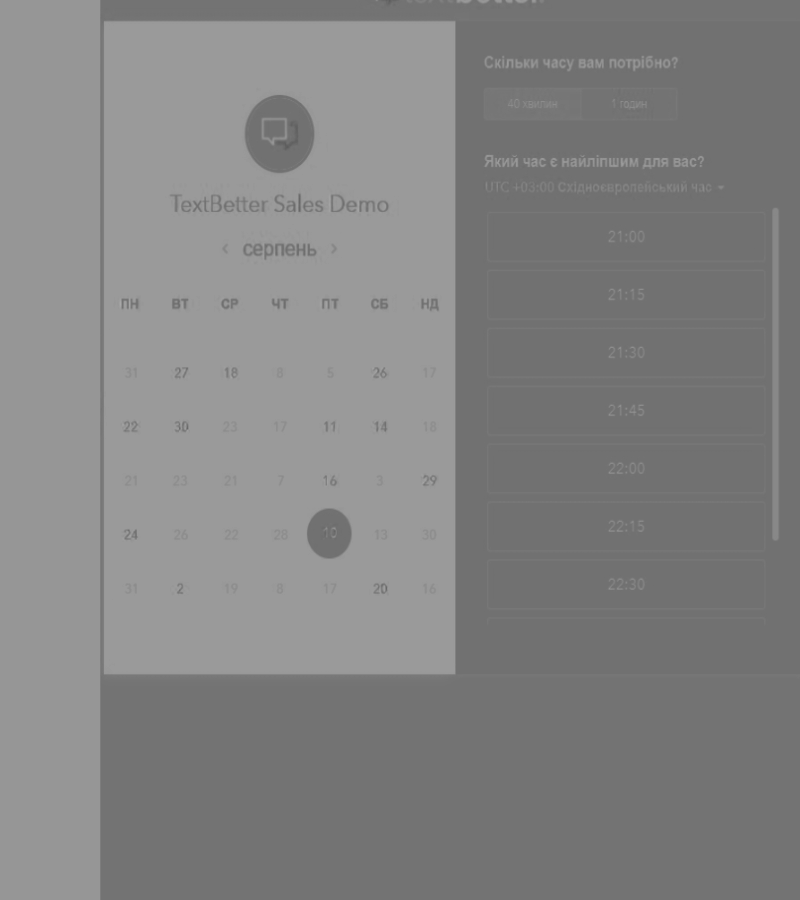 TextBetter Sales Demo
< серпень >
ПН ВТ СР ЧТ ПТ СБ НД
31 27 18 8 5 26 17
22 30 23 17 11 14 18
21 23 21 7 16 3 29
24 26 22 28 10 13 30
31 2 19 8 17 20 16
Скільки часу вам потрібно?
40 хвилин 1 годин
Який час є найліпшим для вас?
UTC +03:00 Східноєвропейський час
21:00
21:15
21:30
21:45
22:00
22:15
22:30